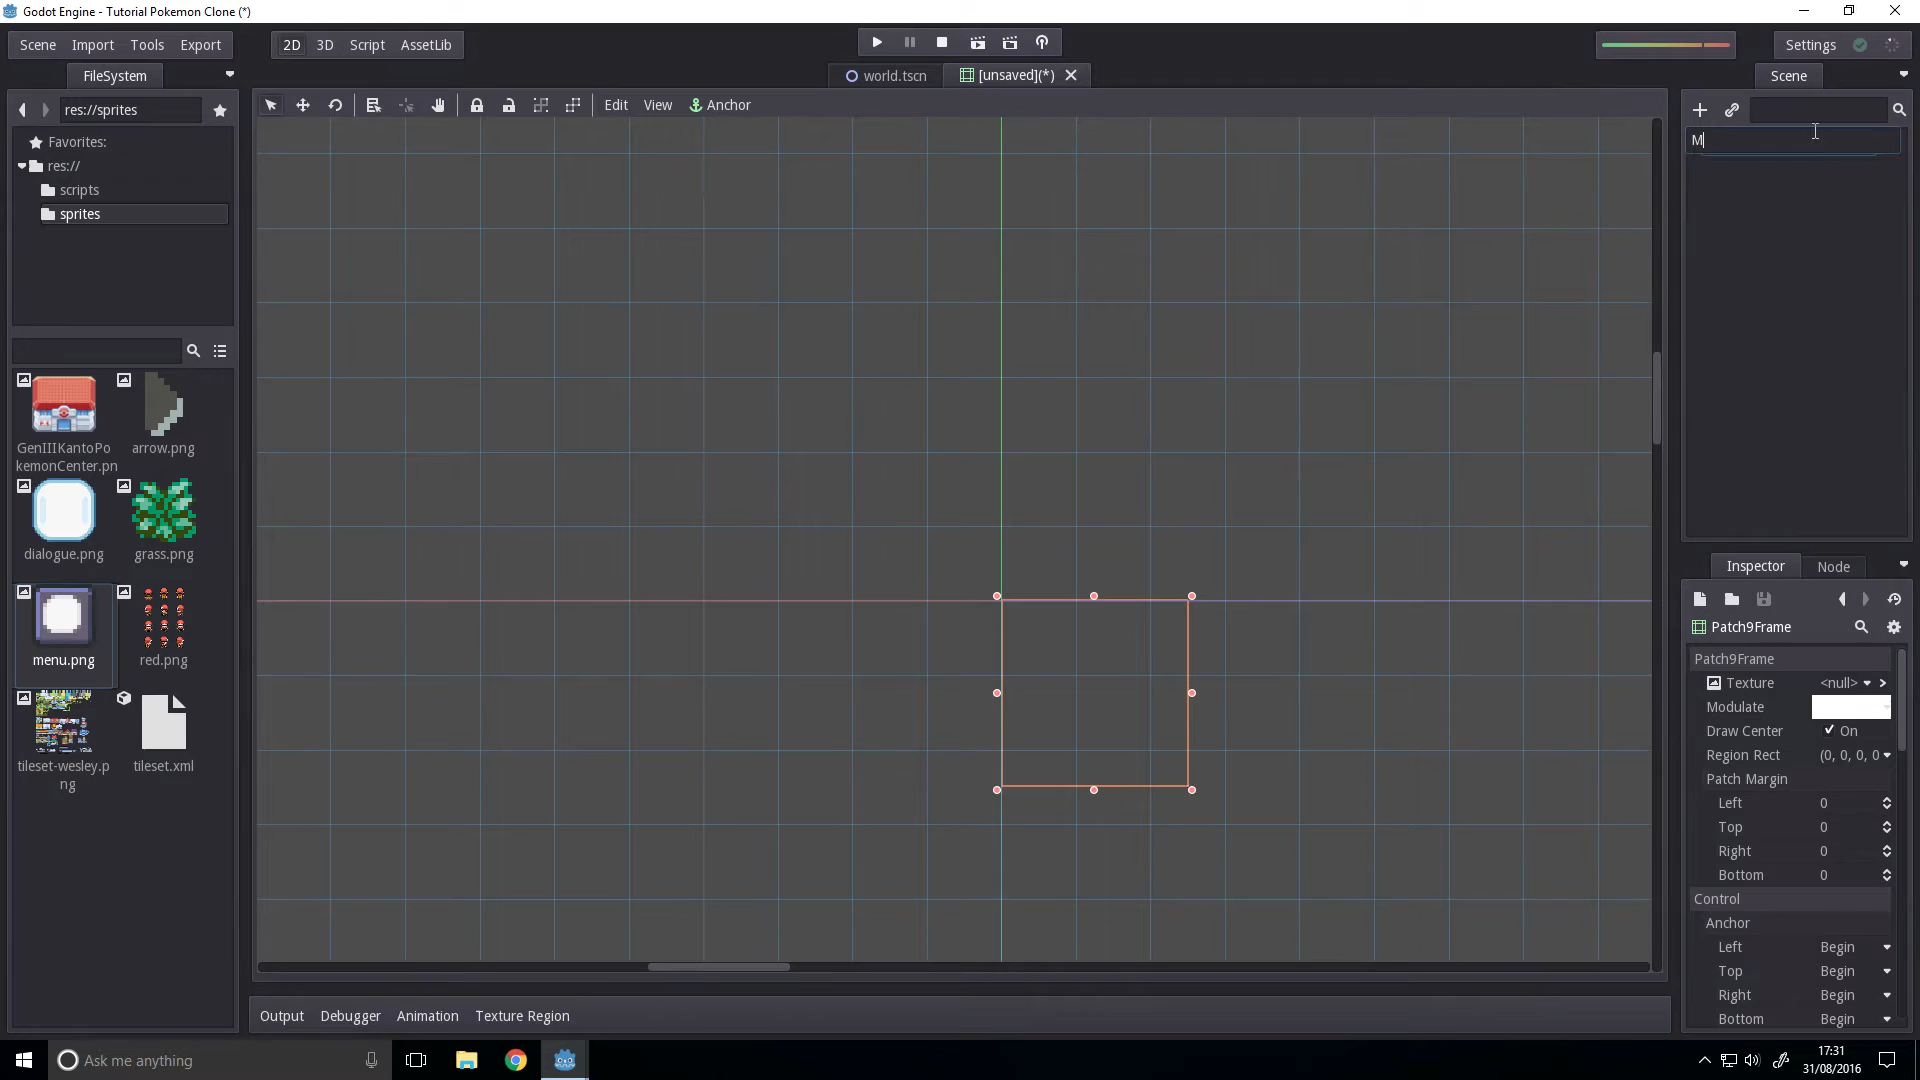 Godot Engine - Tutorial Pokemon Clone (*)
Scene Import Tools Export
2D 3D Script AssetLib
Settings
FileSystem
world.tscn
[unsaved](*)
Scene
res://sprites
Edit View Anchor
Favorites:
res://
scripts
sprites
M
GenIIIKantoPo
kemonCenter.pn
arrow.png
dialogue.png
grass.png
menu.png
red.png
tileset-wesley.p
ng
tileset.xml
Inspector Node
Patch9Frame
Patch9Frame
Texture <null>
Modulate
Draw Center On
Region Rect (0, 0, 0, 0
Patch Margin
Left 0
Top 0
Right 0
Bottom 0
Control
Anchor
Left Begin
Top Begin
Right Begin
Bottom Begin
Output Debugger Animation Texture Region
Ask me anything
17:31
31/08/2016